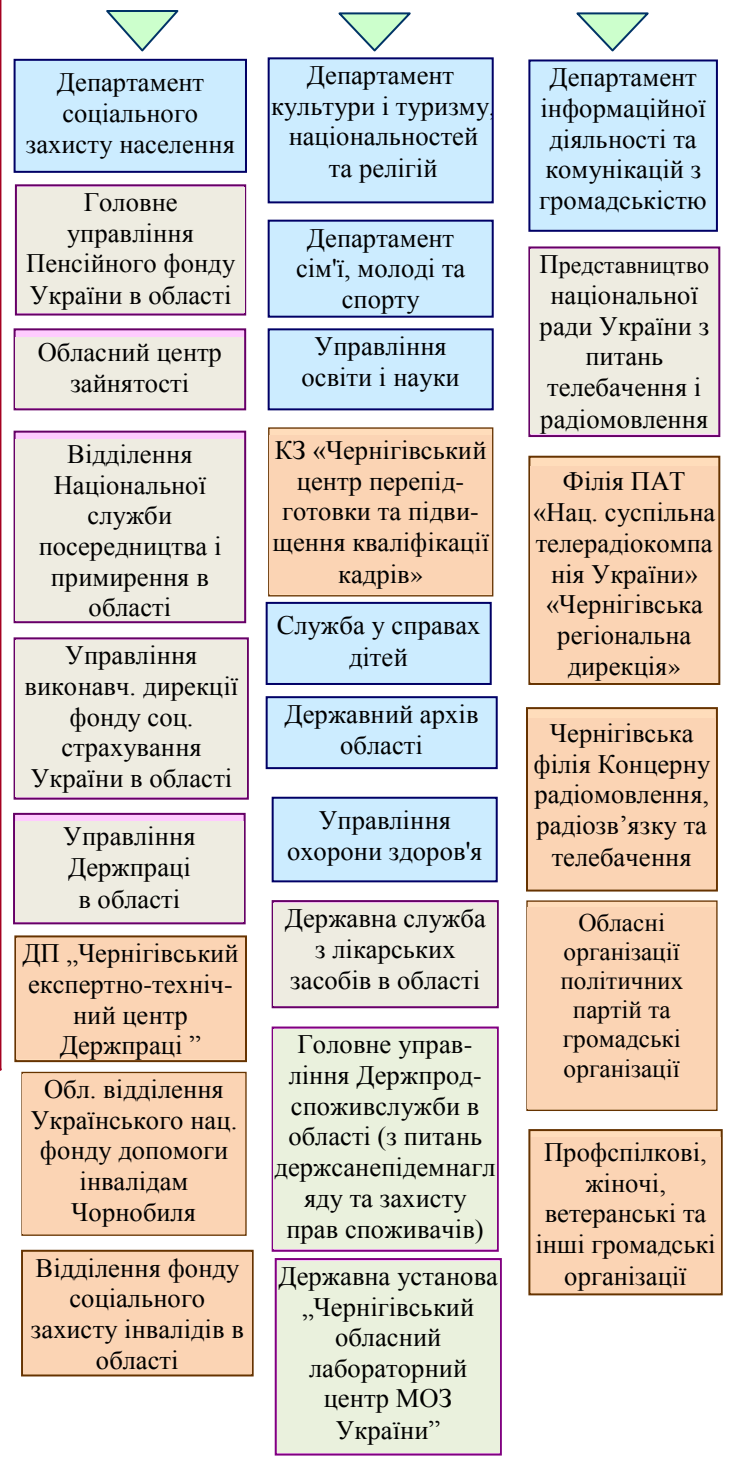 Департамент
соціального
захисту населення
Головне
управління
Пенсійного фонду
України в області
Обласний центр
зайнятості
Відділення
Національної
служби
посередництва і
примирення в
області
Управління
виконавч. дирекції
фонду соц.
страхування
України в області
Управління
Держпраці
в області
ДП „Чернігівський
експертно-техніч-
ний центр
Держпраці ”
Обл. відділення
Українського нац.
фонду допомоги
інвалідам
Чорнобиля
Відділення фонду
соціального
захисту інвалідів в
області
Департамент
культури і туризму,
національностей
та релігій
Департамент
сім'ї, молоді та
спорту
Управління
освіти і науки
КЗ «Чернігівський
центр перепід-
готовки та підви-
щення кваліфікації
кадрів»
Служба у справах
дітей
Державний архів
області
Управління
охорони здоров'я
Державна служба
з лікарських
засобів в області
Головне управ-
ління Держпрод-
споживслужби в
області (з питань
держсанепідемнагл
яду та захисту
прав споживачів)
Державна установа
„Чернігівський
обласний
лабораторний
центр МОЗ
України”
Департамент
інформаційної
діяльності та
комунікацій з
громадськістю
Представництво
національної
ради України з
питань
телебачення і
радіомовлення
Філія ПАТ
«Нац. суспільна
телерадіокомпа
нія України»
«Чернігівська
регіональна
дирекція»
Чернігівська
філія Концерну
радіомовлення,
радіозв’язку та
телебачення
Обласні
організації
політичних
партій та
громадські
організації
Профспілкові,
жіночі,
ветеранські та
інші громадські
організації